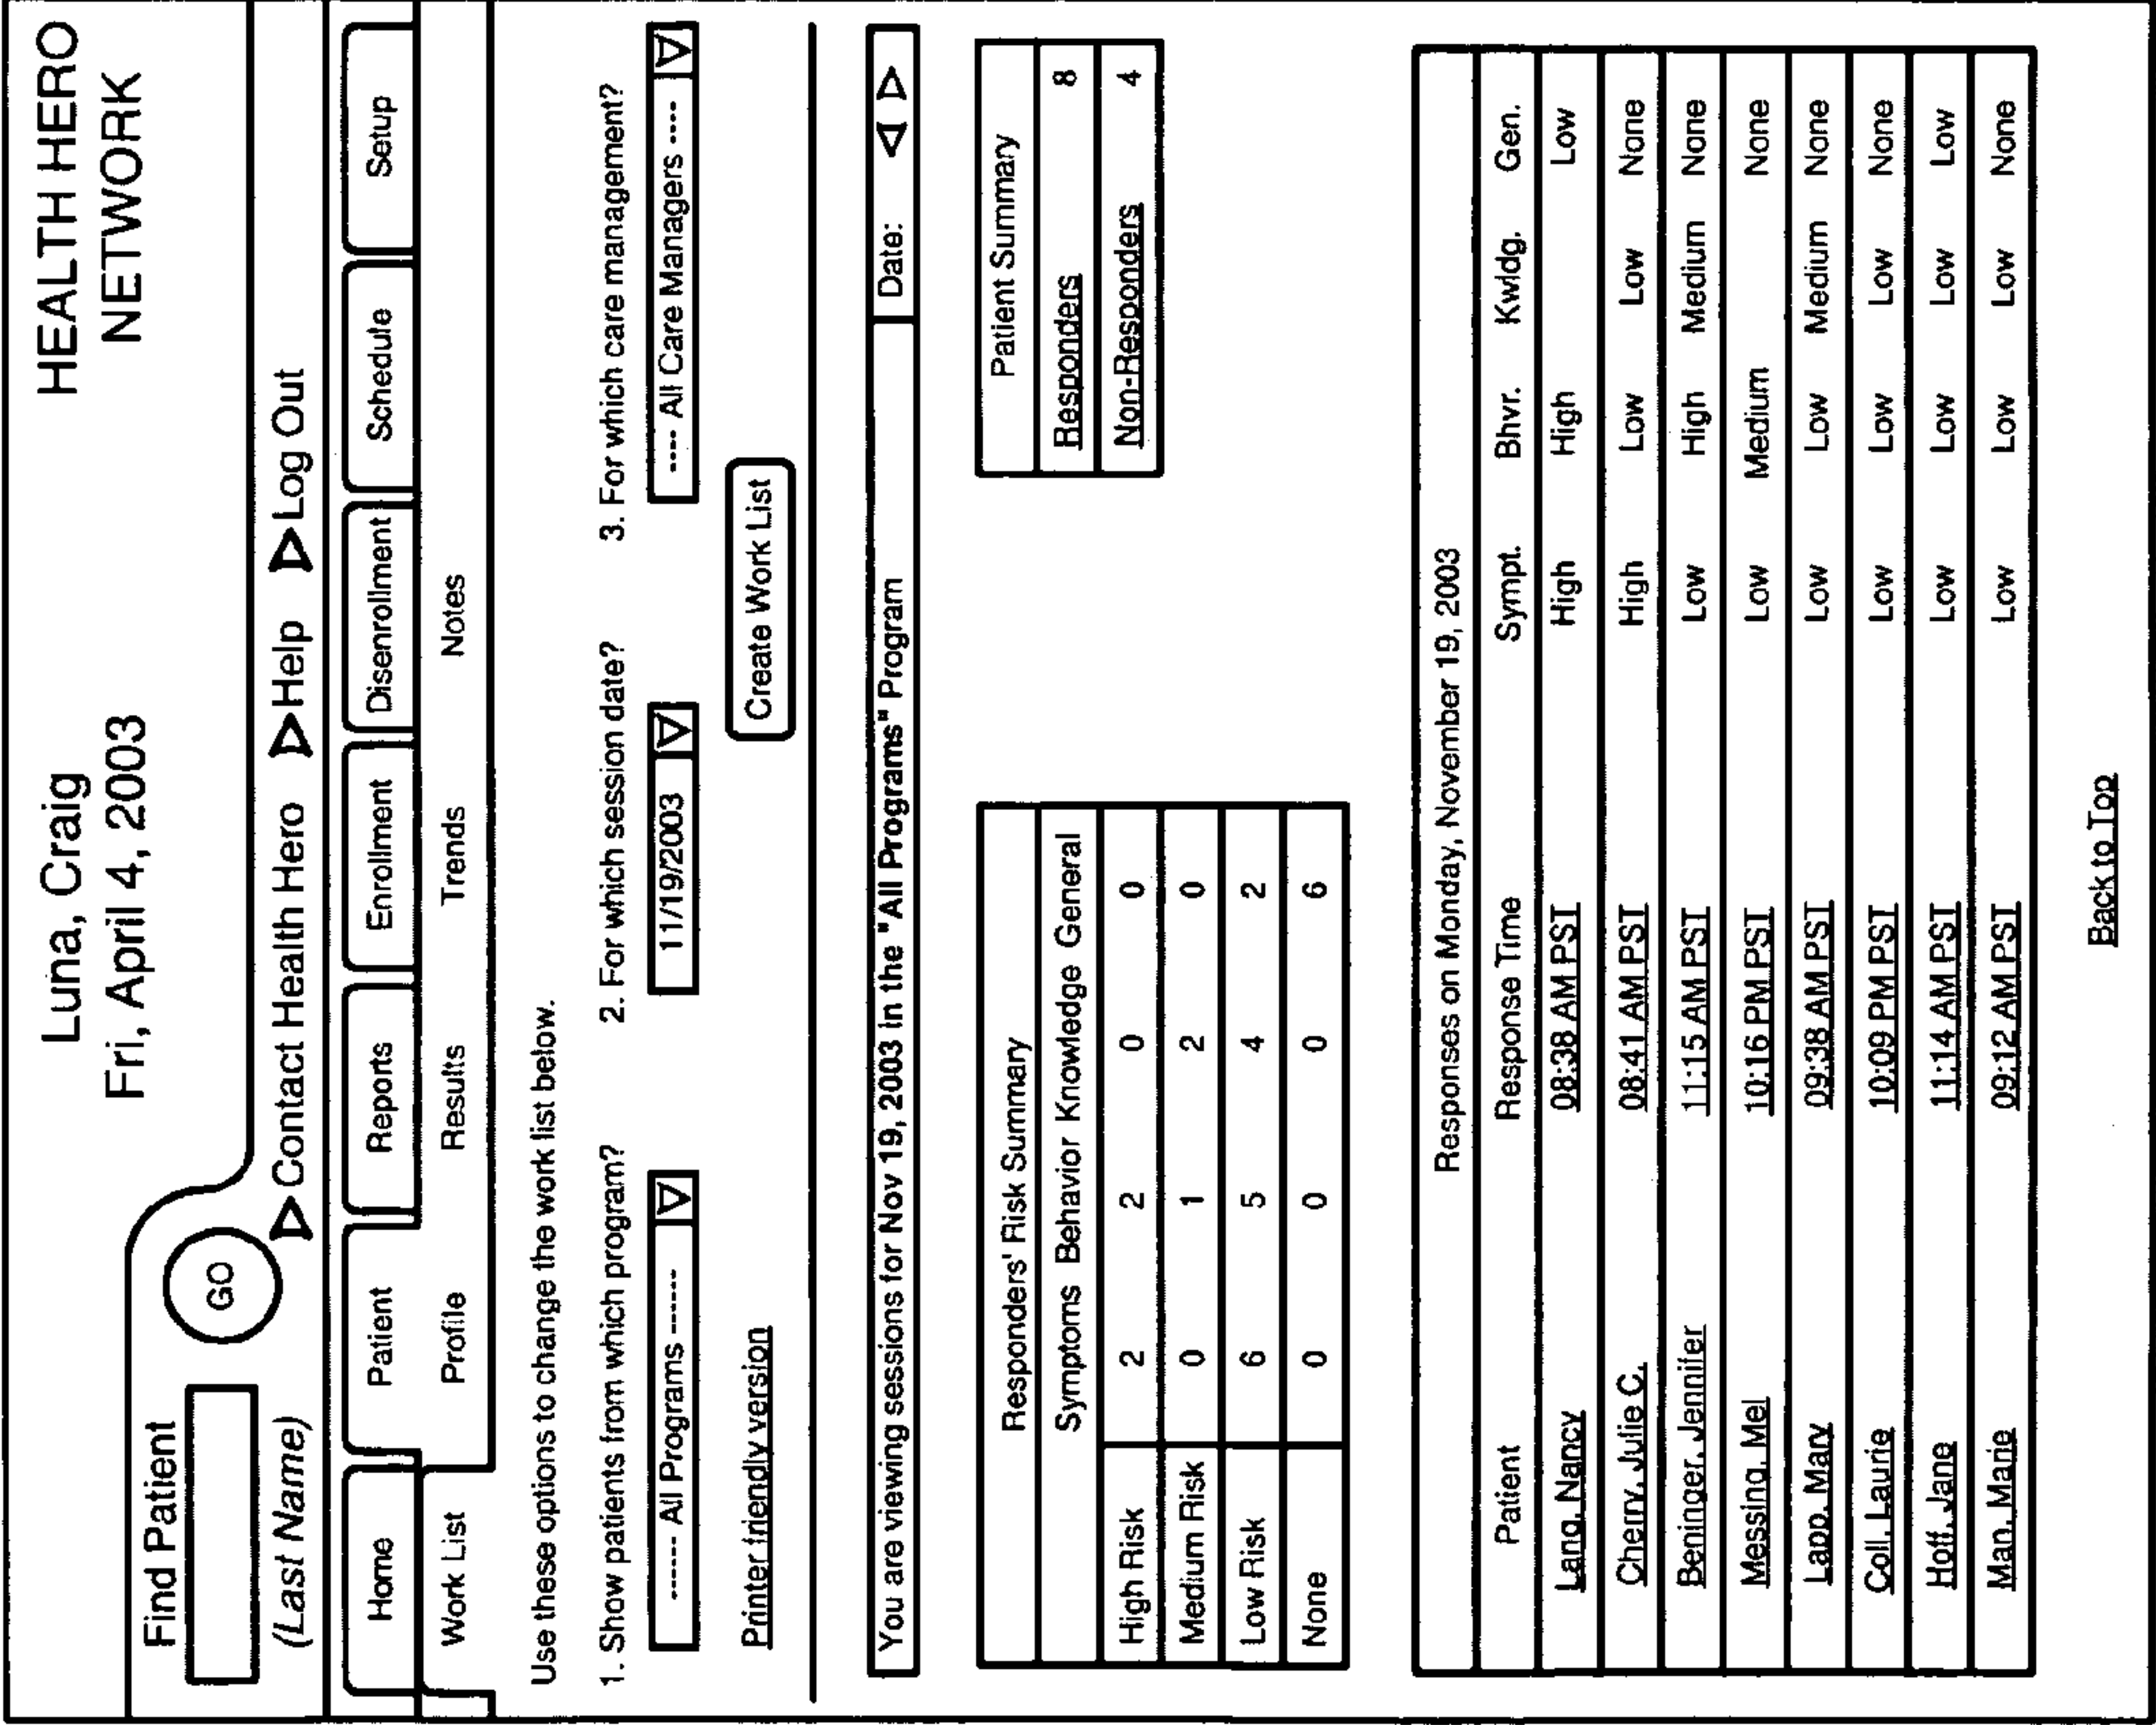 Luna, Craig HEALTH HERO
Fri, April 4, 2003 NETWORK
Find Patient
GO
(Last Name) Contact Health Hero Help Log Out
Home Patient Reports Enrollment Disenrollment Schedule Setup
Work List Profile Results Trends Notes
Use these options to change the work list below.
1. Show patients from which program? 2. For which session date? 3. For which care management?
------ All Programs ------ 11/19/2003 ---- All Care Managers ----
Printer friendly version Create Work List
You are viewing sessions for Nov 19, 2003 in the "All Programs" Program Date:
Responders' Risk Summary Patient Summary
Symptoms Behavior Knowledge General Responders 8
High Risk 2 2 0 0 Non-Responders 4
Medium Risk 0 1 2 0
Low Risk 6 5 4 2
None 0 0 0 6
Responses on Monday, November 19, 2003
Patient Response Time Sympt. Bhvr. Kwldg. Gen.
Lang, Nancy 08:38 AM PST High High Low
Cherry, Julie C. 08:41 AM PST High Low Low None
Beninger, Jennifer 11:15 AM PST Low High Medium None
Messing, Mel 10:16 PM PST Low Medium None
Lapp, Mary 09:38 AM PST Low Low Medium None
Coll, Laurie 10:09 PM PST Low Low Low None
Hoff, Jane 11:14 AM PST Low Low Low Low
Man, Marie 09:12 AM PST Low Low Low None
Back to Top